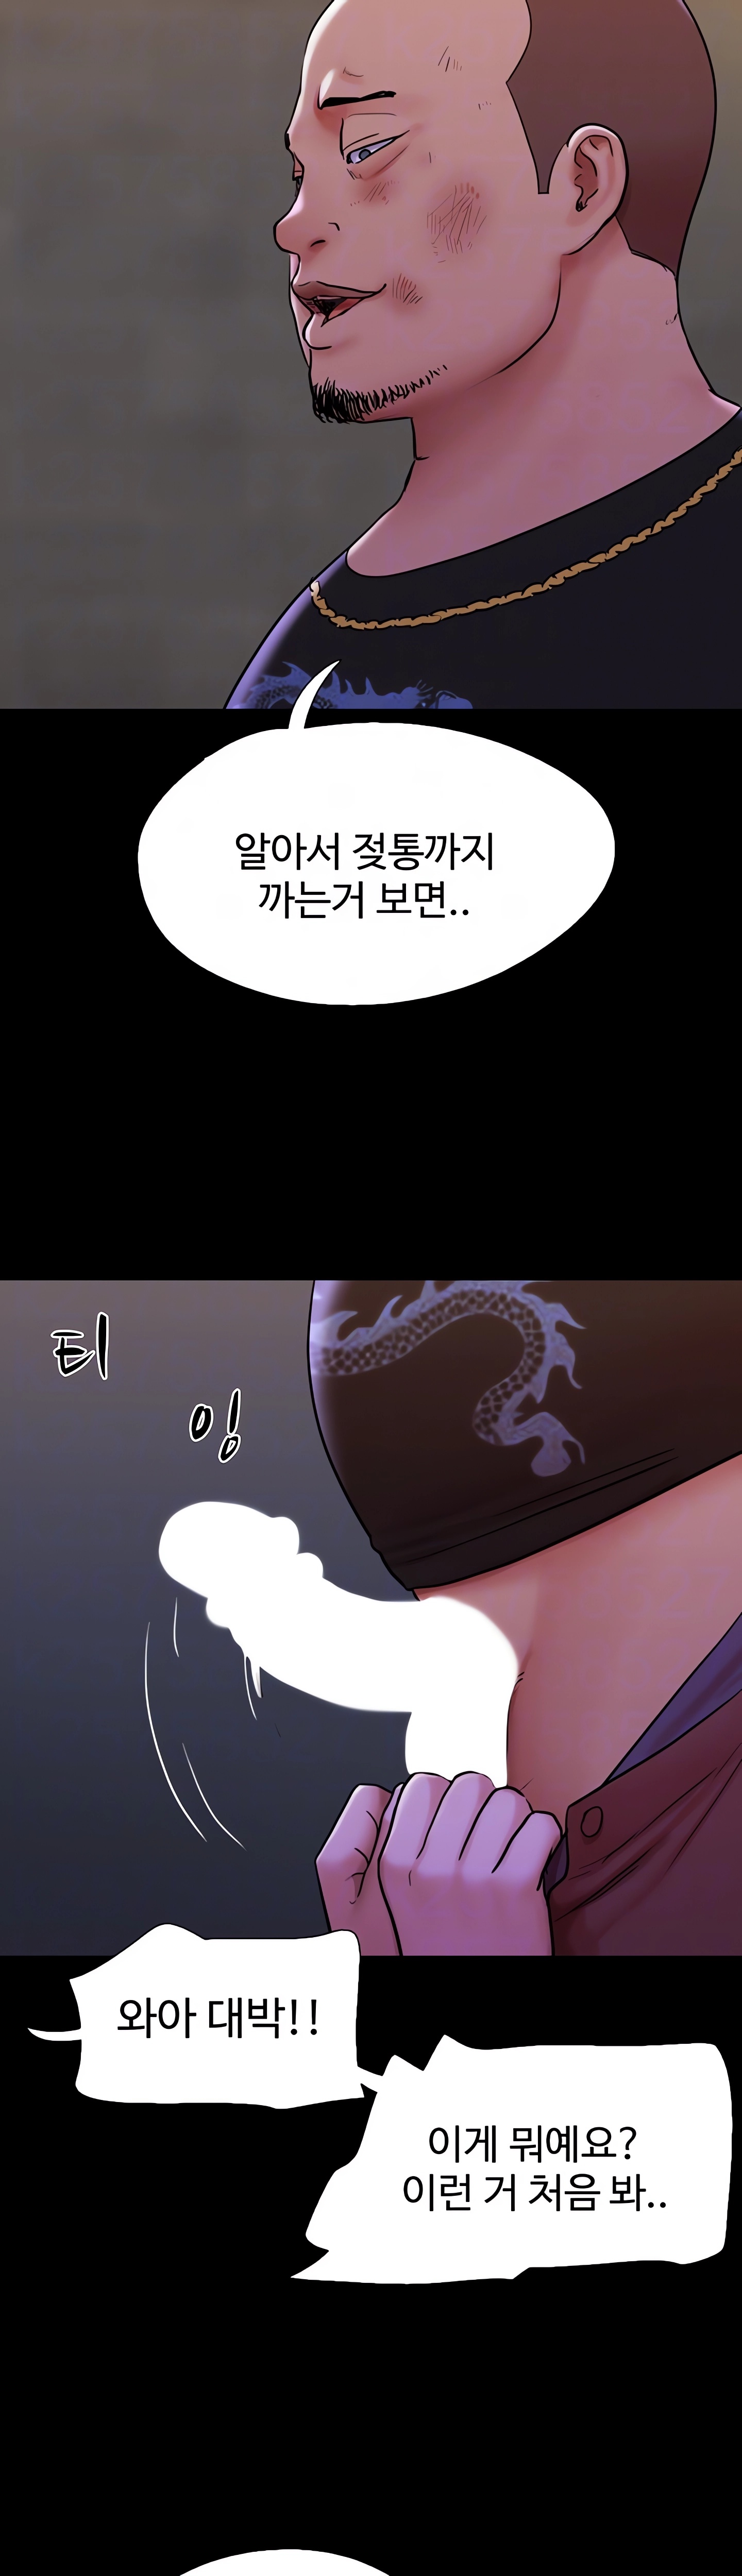 알아서 젖통까지
까는거 보면..
티
잉
와아 대박!!
이게 뭐예요?
이런 거 처음 봐..